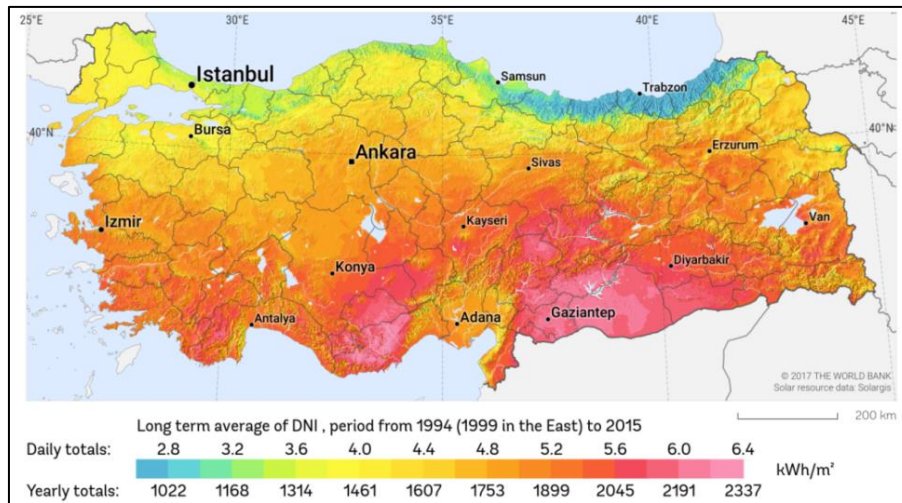 25°E 30°E 35°E 40°E 45°E
Istanbul
Samsun
Trabzon
Bursa
40°N
40°N
Ankara
Erzurum
Sivas
Izmir
Kayseri
Van
Konya
Diyarbakir
Antalya
Adana
Gaziantep
© 2017 THE WORLD BANK
Solar resource data: Solargis
200 km
Long term average of DNI , period from 1994 (1999 in the East) to 2015
Daily totals: 2.8 3.2 3.6 4.0 4.4 4.8 5.2 5.6 6.0 6.4
kWh/m²
Yearly totals: 1022 1168 1314 1461 1607 1753 1899 2045 2191 2337